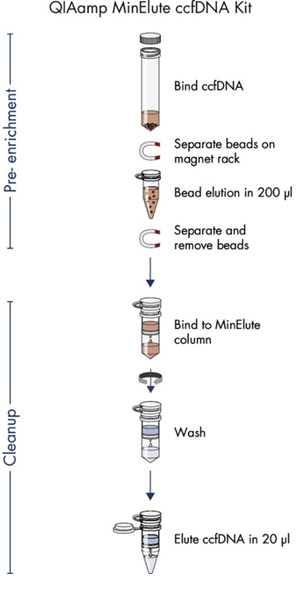 QIAamp MinElute ccfDNA Kit
Pre- enrichment
Bind ccfDNA
Separate beads on
magnet rack
Bead elution in 200 µl
Separate and
remove beads
Cleanup
Bind to MinElute
column
Wash
Elute ccfDNA in 20 µl